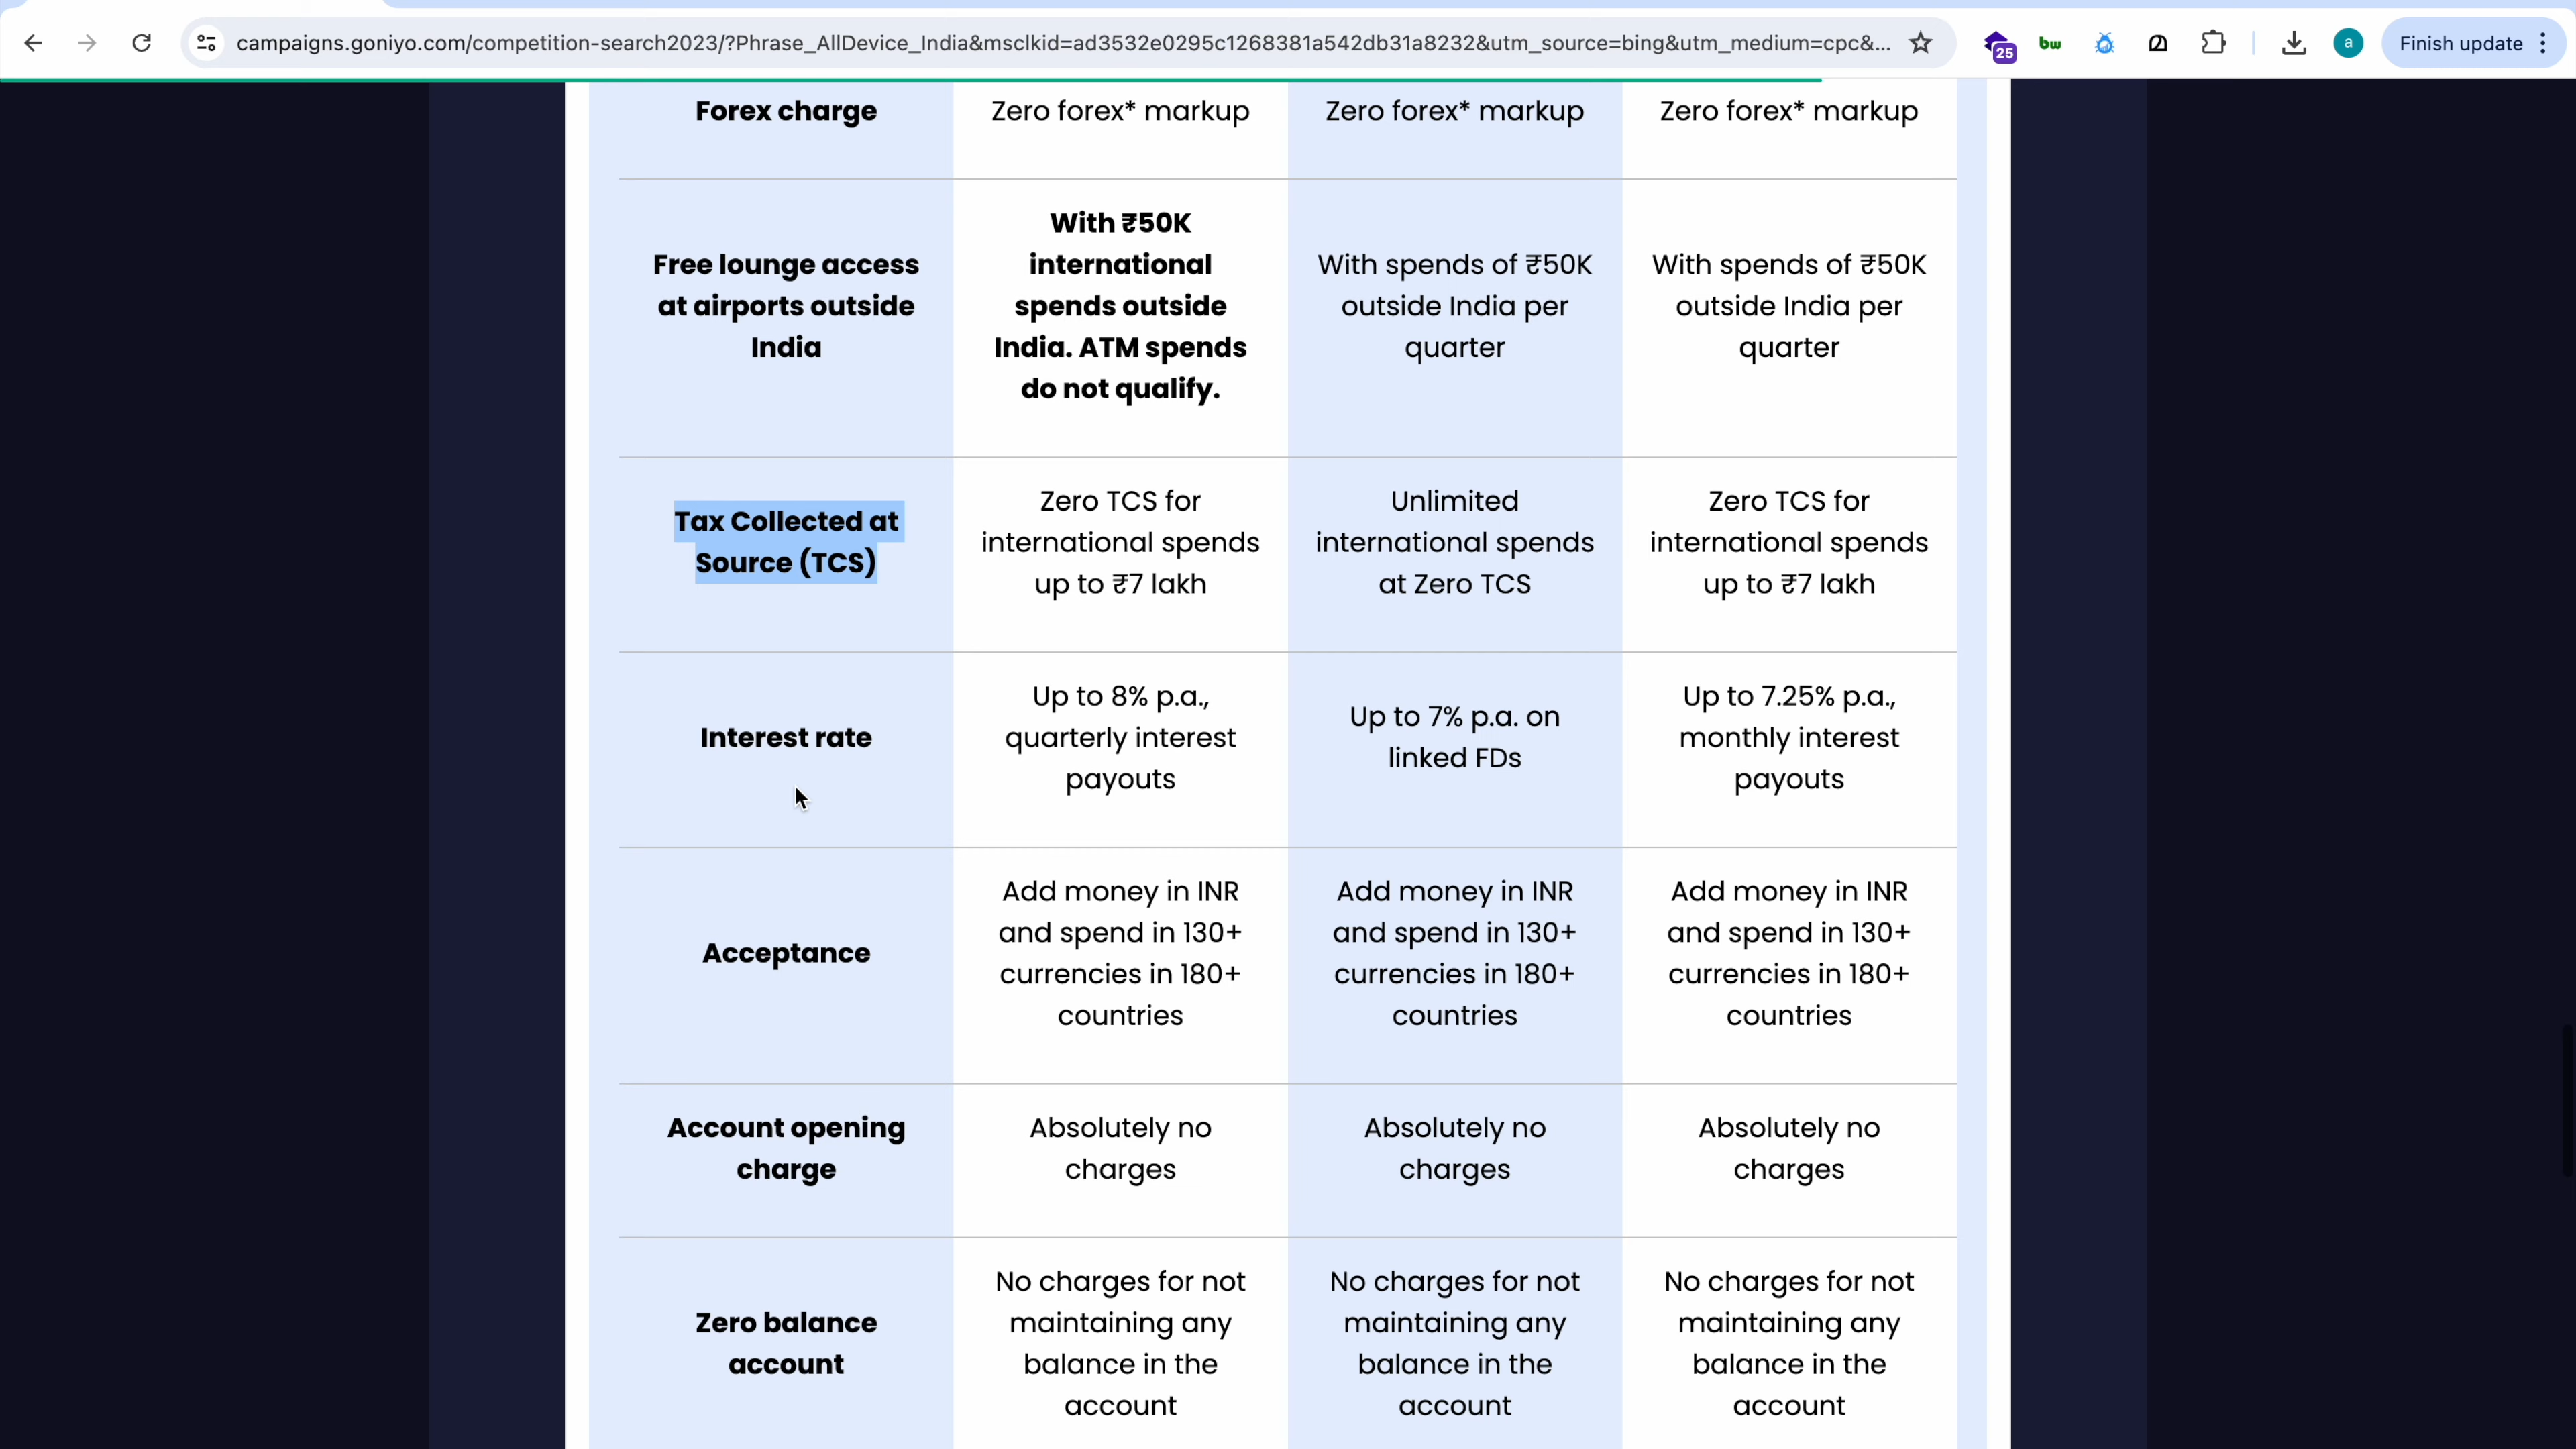 campaigns.goniyo.com/competition-search2023/?Phrase_AllDevice_India&msclkid=ad3532e0295c1268381a542db31a8232&utm_source=bing&utm_medium=cpc&...
25
bw
a
Finish update
Forex charge
Zero forex* markup
Zero forex* markup
Zero forex* markup
Free lounge access
at airports outside
India
With ₹50K
international
spends outside
India. ATM spends
do not qualify.
With spends of ₹50K
outside India per
quarter
With spends of ₹50K
outside India per
quarter
Tax Collected at
Source (TCS)
Zero TCS for
international spends
up to ₹7 lakh
Unlimited
international spends
at Zero TCS
Zero TCS for
international spends
up to ₹7 lakh
Interest rate
Up to 8% p.a.,
quarterly interest
payouts
Up to 7% p.a. on
linked FDs
Up to 7.25% p.a.,
monthly interest
payouts
Acceptance
Add money in INR
and spend in 130+
currencies in 180+
countries
Add money in INR
and spend in 130+
currencies in 180+
countries
Add money in INR
and spend in 130+
currencies in 180+
countries
Account opening
charge
Absolutely no
charges
Absolutely no
charges
Absolutely no
charges
Zero balance
account
No charges for not
maintaining any
balance in the
account
No charges for not
maintaining any
balance in the
account
No charges for not
maintaining any
balance in the
account